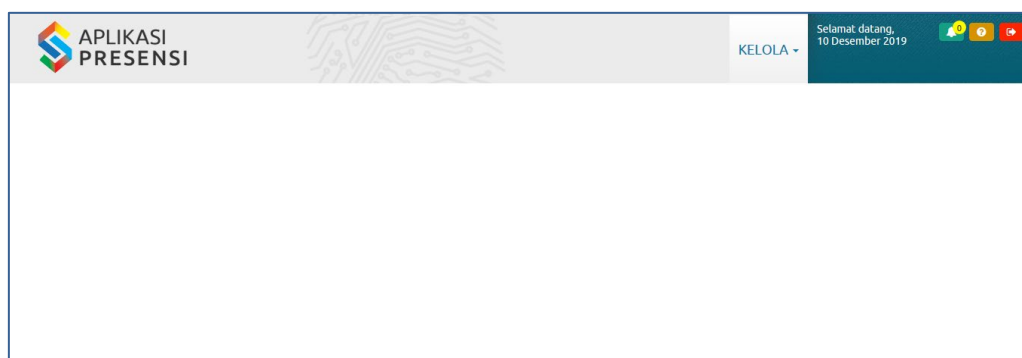 APLIKASI
PRESENSI
KELOLA
Selamat datang,
10 Desember 2019
0
?